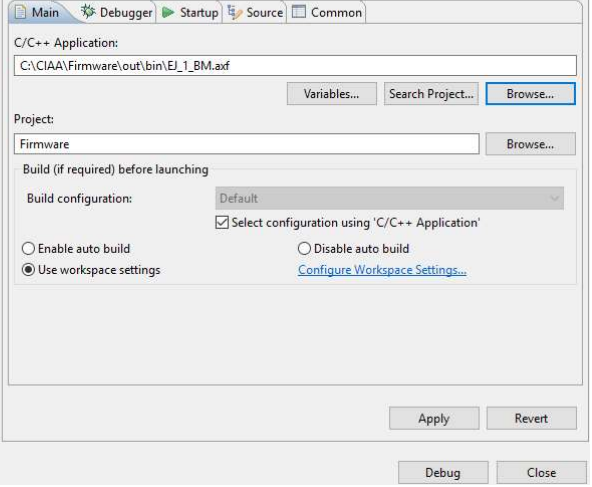 Main Debugger Startup Source Common
C/C++ Application:
C:\CIAA\Firmware\out\bin\EJ_1_BM.axf
Variables... Search Project... Browse...
Project:
Firmware Browse...
Build (if required) before launching
Build configuration: Default
Select configuration using 'C/C++ Application'
Enable auto build Disable auto build
Use workspace settings Configure Workspace Settings...
Apply Revert
Debug Close